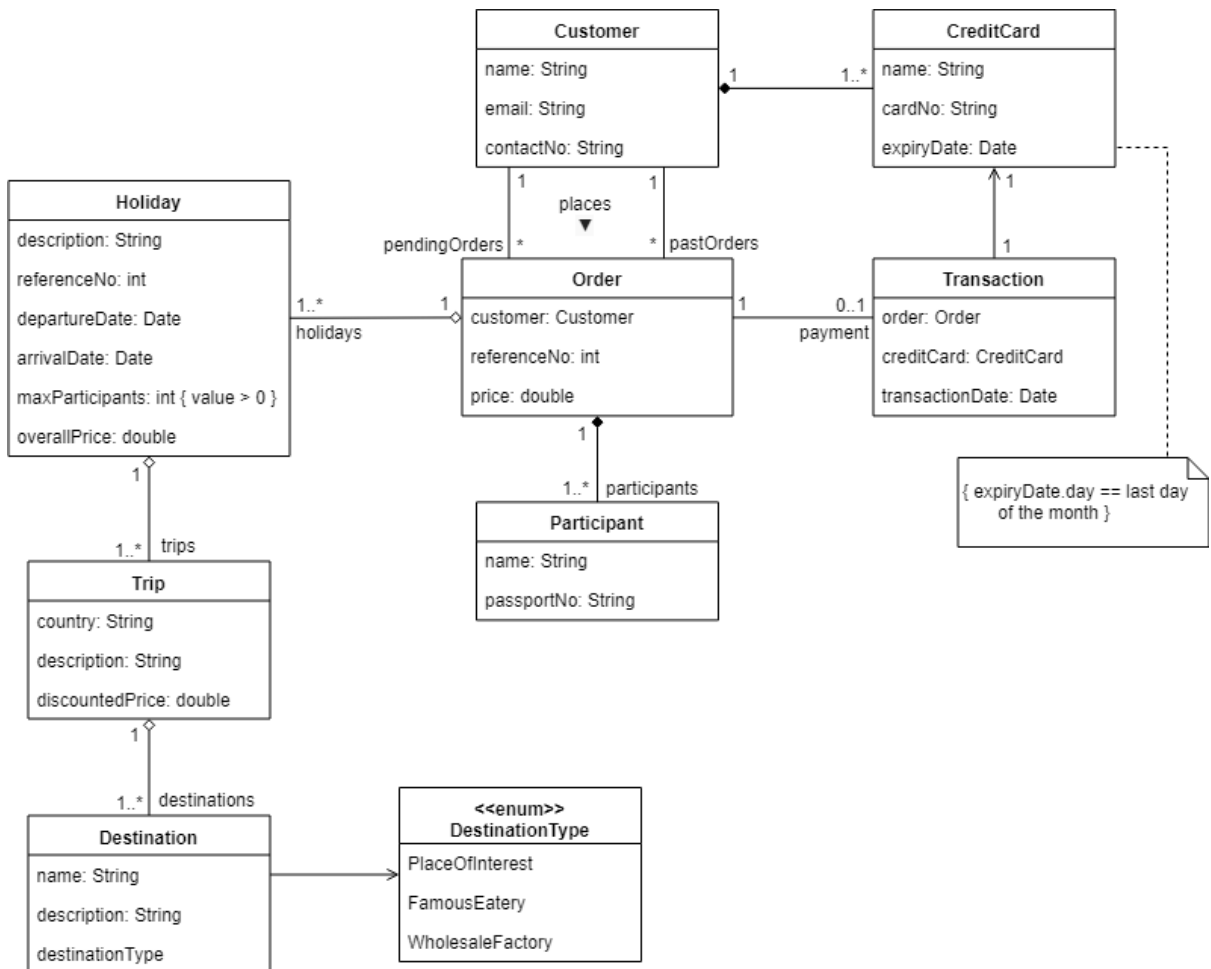 Customer
name: String
email: String
contactNo: String
1
1..*
CreditCard
name: String
cardNo: String
expiryDate: Date
1
places
▼
1
pendingOrders
*
*
pastOrders
1
1
Holiday
description: String
referenceNo: int
departureDate: Date
arrivalDate: Date
maxParticipants: int { value > 0 }
overallPrice: double
1..*
holidays
1
Order
customer: Customer
referenceNo: int
price: double
1
0..1
payment
Transaction
order: Order
creditCard: CreditCard
transactionDate: Date
{ expiryDate.day == last day
of the month }
1
1..*
participants
Participant
name: String
passportNo: String
1
1..*
trips
Trip
country: String
description: String
discountedPrice: double
1
1..*
destinations
Destination
name: String
description: String
destinationType
<<enum>>
DestinationType
PlaceOfInterest
FamousEatery
WholesaleFactory